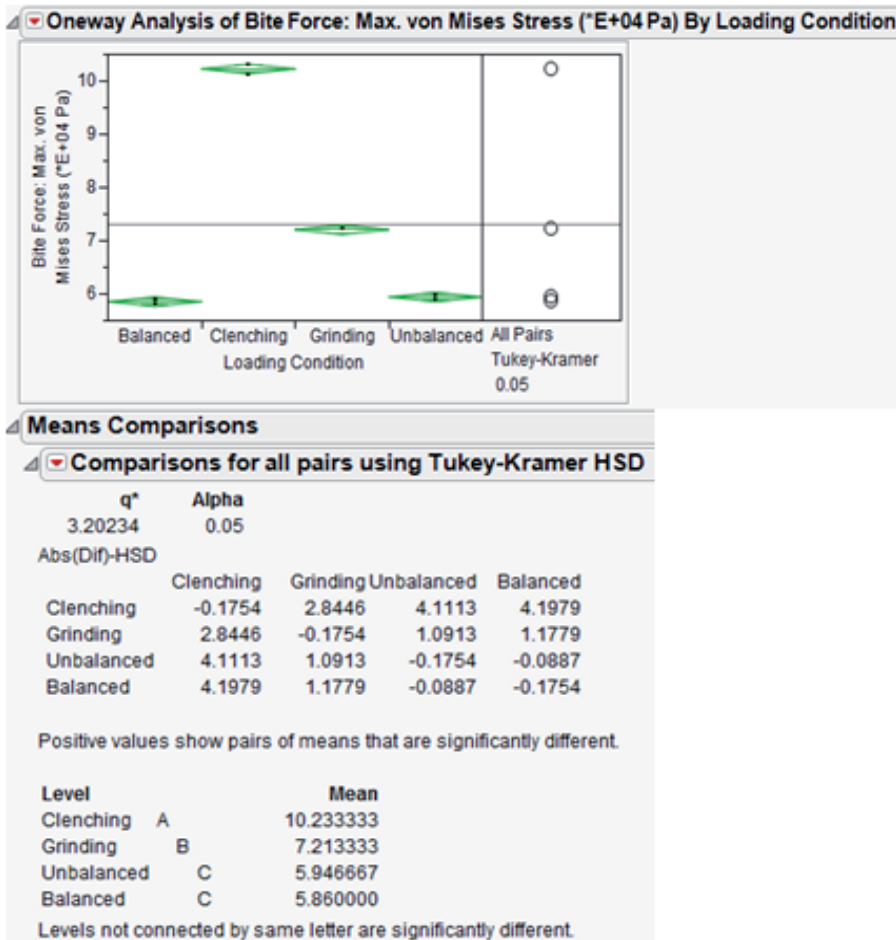 Oneway Analysis of Bite Force: Max. von Mises Stress (*E+04 Pa) By Loading Condition
Bite Force: Max. von
Mises Stress (*E+04 Pa)
10
9
8
7
6
Balanced Clenching Grinding Unbalanced
Loading Condition
All Pairs
Tukey-Kramer
0.05
Means Comparisons
Comparisons for all pairs using Tukey-Kramer HSD
q* Alpha
3.20234 0.05
Abs(Dif)-HSD
Clenching Grinding Unbalanced Balanced
Clenching -0.1754 2.8446 4.1113 4.1979
Grinding 2.8446 -0.1754 1.0913 1.1779
Unbalanced 4.1113 1.0913 -0.1754 -0.0887
Balanced 4.1979 1.1779 -0.0887 -0.1754
Positive values show pairs of means that are significantly different.
Level Mean
Clenching A 10.233333
Grinding B 7.213333
Unbalanced C 5.946667
Balanced C 5.860000
Levels not connected by same letter are significantly different.